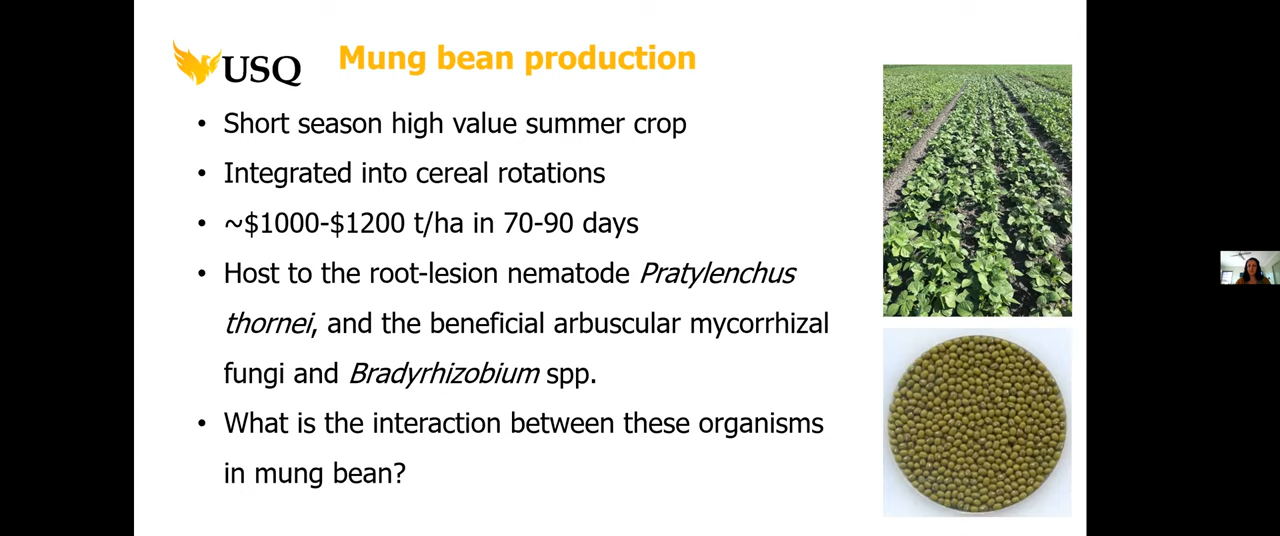 USQ
Mung bean production
• Short season high value summer crop
• Integrated into cereal rotations
• ~$1000-$1200 t/ha in 70-90 days
• Host to the root-lesion nematode Pratylenchus
thornei, and the beneficial arbuscular mycorrhizal
fungi and Bradyrhizobium spp.
• What is the interaction between these organisms
in mung bean?